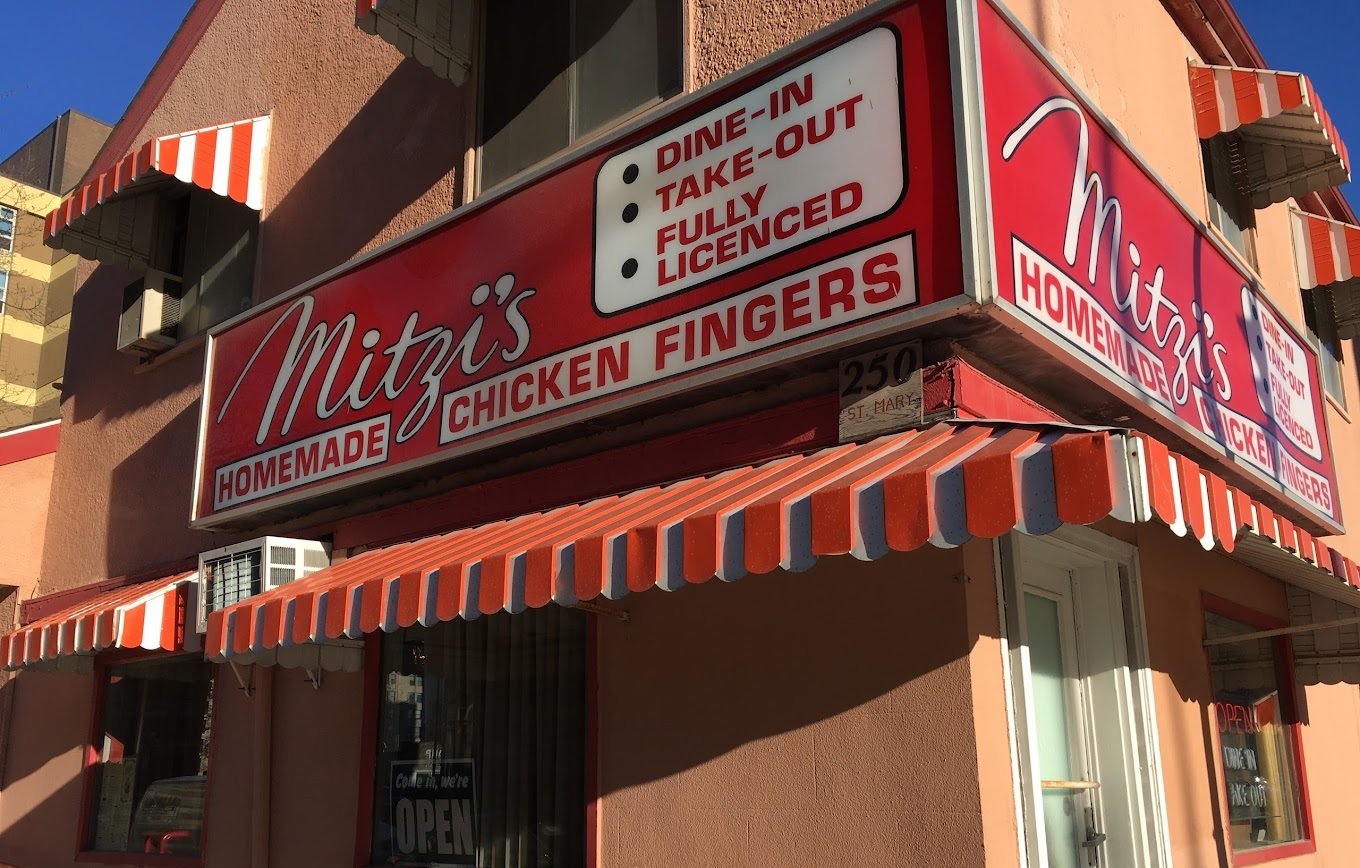 DINE-IN
TAKE-OUT
FULLY
LICENCED
Mitzi's
HOMEMADE CHICKEN FINGERS
250
ST. MARY
Mitzi's
HOMEMADE CHICKEN FINGERS
DINE-IN
TAKE-OUT
FULLY
LICENCED
Come in, we're
OPEN
OPEN
DINE IN
TAKE OUT